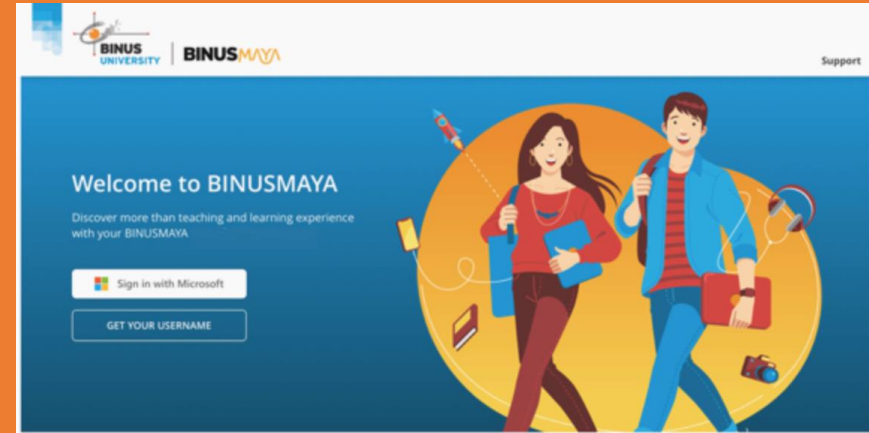 BINUS
UNIVERSITY
BINUSMAYA
Support
Welcome to BINUSMAYA
Discover more than teaching and learning experience
with your BINUSMAYA
Sign in with Microsoft
GET YOUR USERNAME